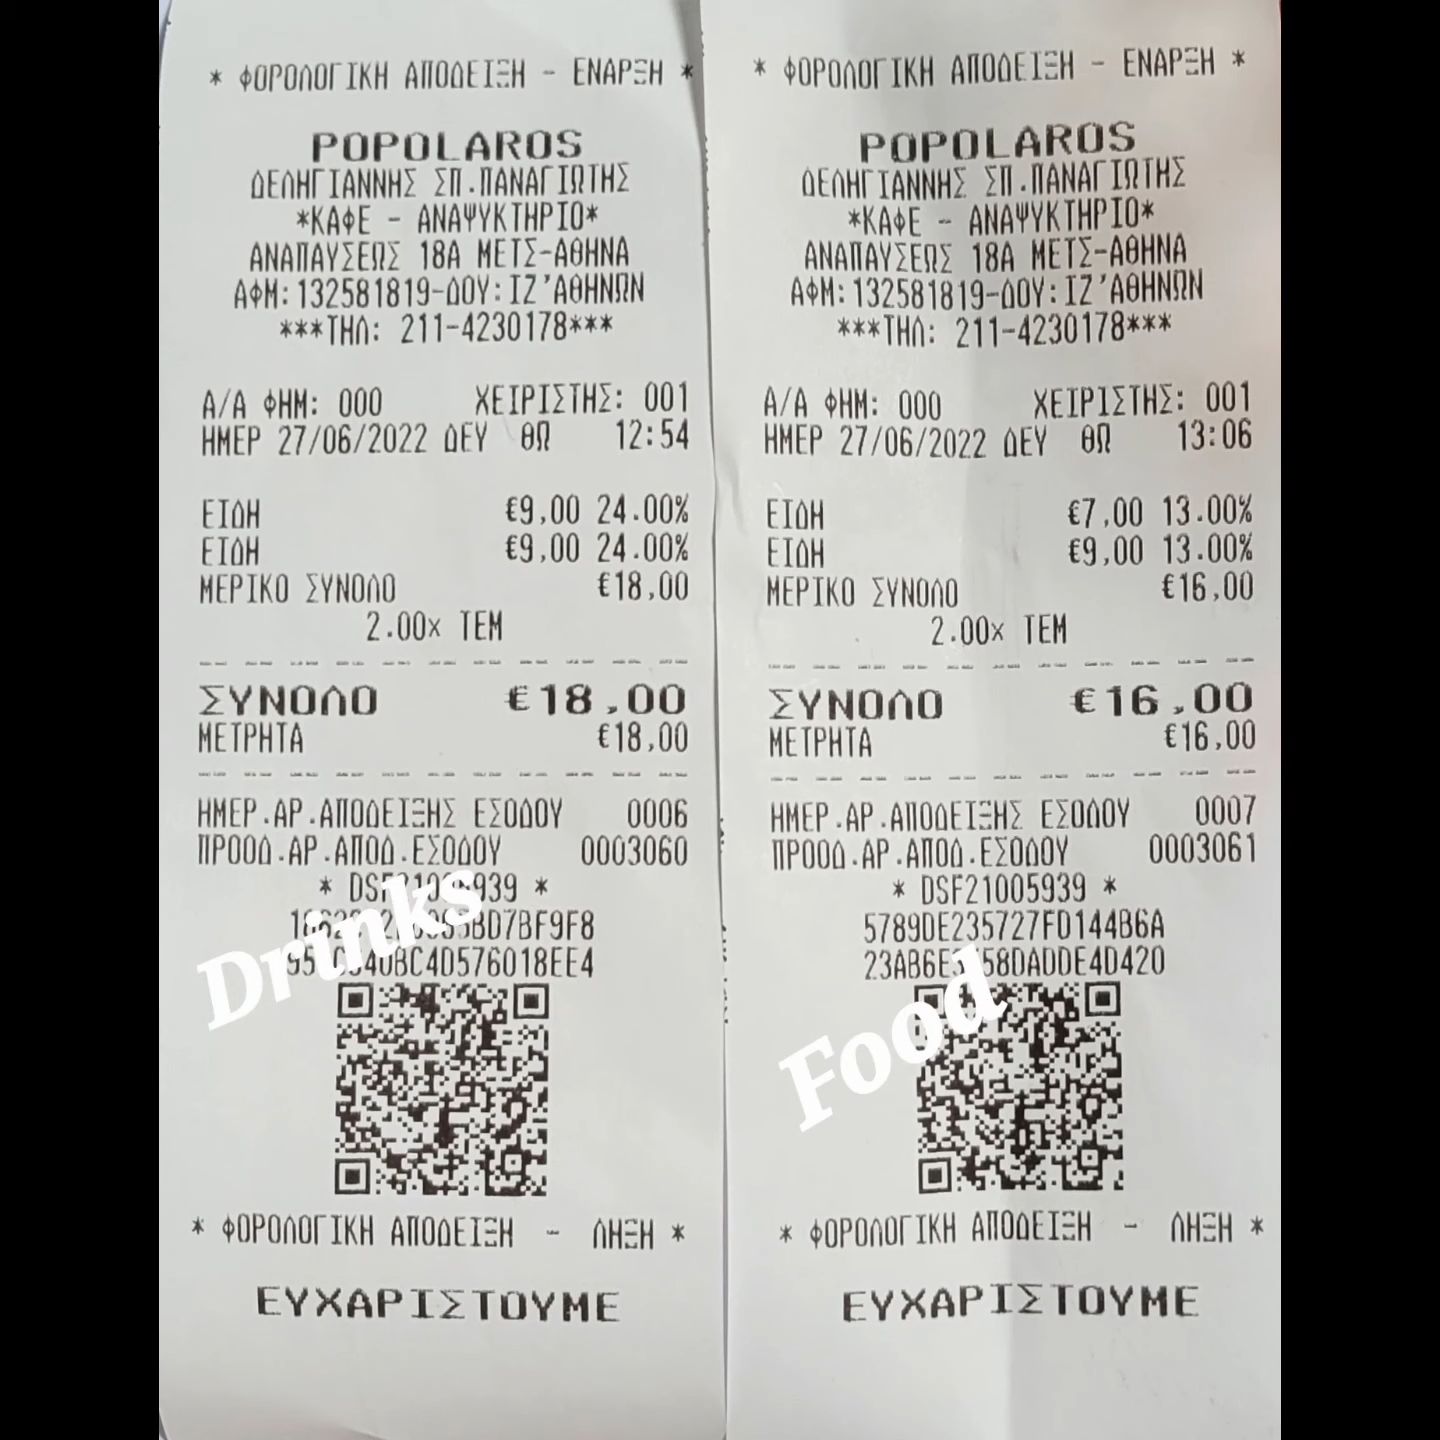 * ΦΟΡΟΛΟΓΙΚΗ ΑΠΟΔΕΙΞΗ - ΕΝΑΡΞΗ *
POPOLAROS
ΔΕΛΗΓΙΑΝΝΗΣ ΣΠ.ΠΑΝΑΓΙΩΤΗΣ
*ΚΑΦΕ - ΑΝΑΨΥΚΤΗΡΙΟ*
ΑΝΑΠΑΥΣΕΩΣ 18Α ΜΕΤΣ-ΑΘΗΝΑ
ΑΦΜ:132581819-ΔΟΥ:ΙΖ'ΑΘΗΝΩΝ
***ΤΗΛ: 211-4230178***
Α/Α ΦΗΜ: 000 ΧΕΙΡΙΣΤΗΣ: 001
ΗΜΕΡ 27/06/2022 ΔΕΥ ΘΩ 12:54
ΕΙΔΗ €9,00 24.00%
ΕΙΔΗ €9,00 24.00%
ΜΕΡΙΚΟ ΣΥΝΟΛΟ €18,00
2.00x ΤΕΜ
ΣΥΝΟΛΟ €18,00
ΜΕΤΡΗΤΑ €18,00
ΗΜΕΡ.ΑΡ.ΑΠΟΔΕΙΞΗΣ ΕΣΟΔΟΥ 0006
ΠΡΟΟΔ.ΑΡ.ΑΠΟΔ.ΕΣΟΔΟΥ 0003060
Drinks
* ΦΟΡΟΛΟΓΙΚΗ ΑΠΟΔΕΙΞΗ - ΛΗΞΗ *
ΕΥΧΑΡΙΣΤΟΥΜΕ
* ΦΟΡΟΛΟΓΙΚΗ ΑΠΟΔΕΙΞΗ - ΕΝΑΡΞΗ *
POPOLAROS
ΔΕΛΗΓΙΑΝΝΗΣ ΣΠ.ΠΑΝΑΓΙΩΤΗΣ
*ΚΑΦΕ - ΑΝΑΨΥΚΤΗΡΙΟ*
ΑΝΑΠΑΥΣΕΩΣ 18Α ΜΕΤΣ-ΑΘΗΝΑ
ΑΦΜ:132581819-ΔΟΥ:ΙΖ'ΑΘΗΝΩΝ
***ΤΗΛ: 211-4230178***
Α/Α ΦΗΜ: 000 ΧΕΙΡΙΣΤΗΣ: 001
ΗΜΕΡ 27/06/2022 ΔΕΥ ΘΩ 13:06
ΕΙΔΗ €7,00 13.00%
ΕΙΔΗ €9,00 13.00%
ΜΕΡΙΚΟ ΣΥΝΟΛΟ €16,00
2.00x ΤΕΜ
ΣΥΝΟΛΟ €16,00
ΜΕΤΡΗΤΑ €16,00
ΗΜΕΡ.ΑΡ.ΑΠΟΔΕΙΞΗΣ ΕΣΟΔΟΥ 0007
ΠΡΟΟΔ.ΑΡ.ΑΠΟΔ.ΕΣΟΔΟΥ 0003061
* DSF21005939 *
5789DE235727FD144B6A
Food
* ΦΟΡΟΛΟΓΙΚΗ ΑΠΟΔΕΙΞΗ - ΛΗΞΗ *
ΕΥΧΑΡΙΣΤΟΥΜΕ